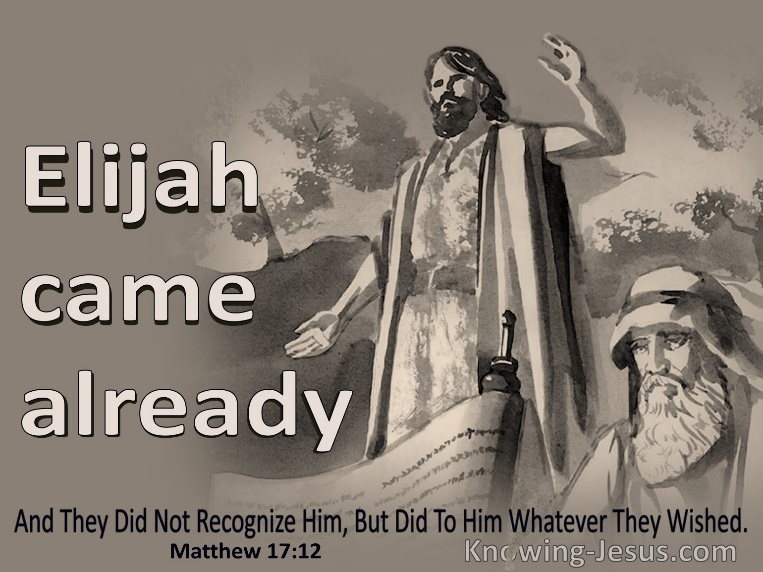 Elijah
came
already
And They Did Not Recognize Him, But Did To Him Whatever They Wished.
Matthew 17:12
Knowing-Jesus.com